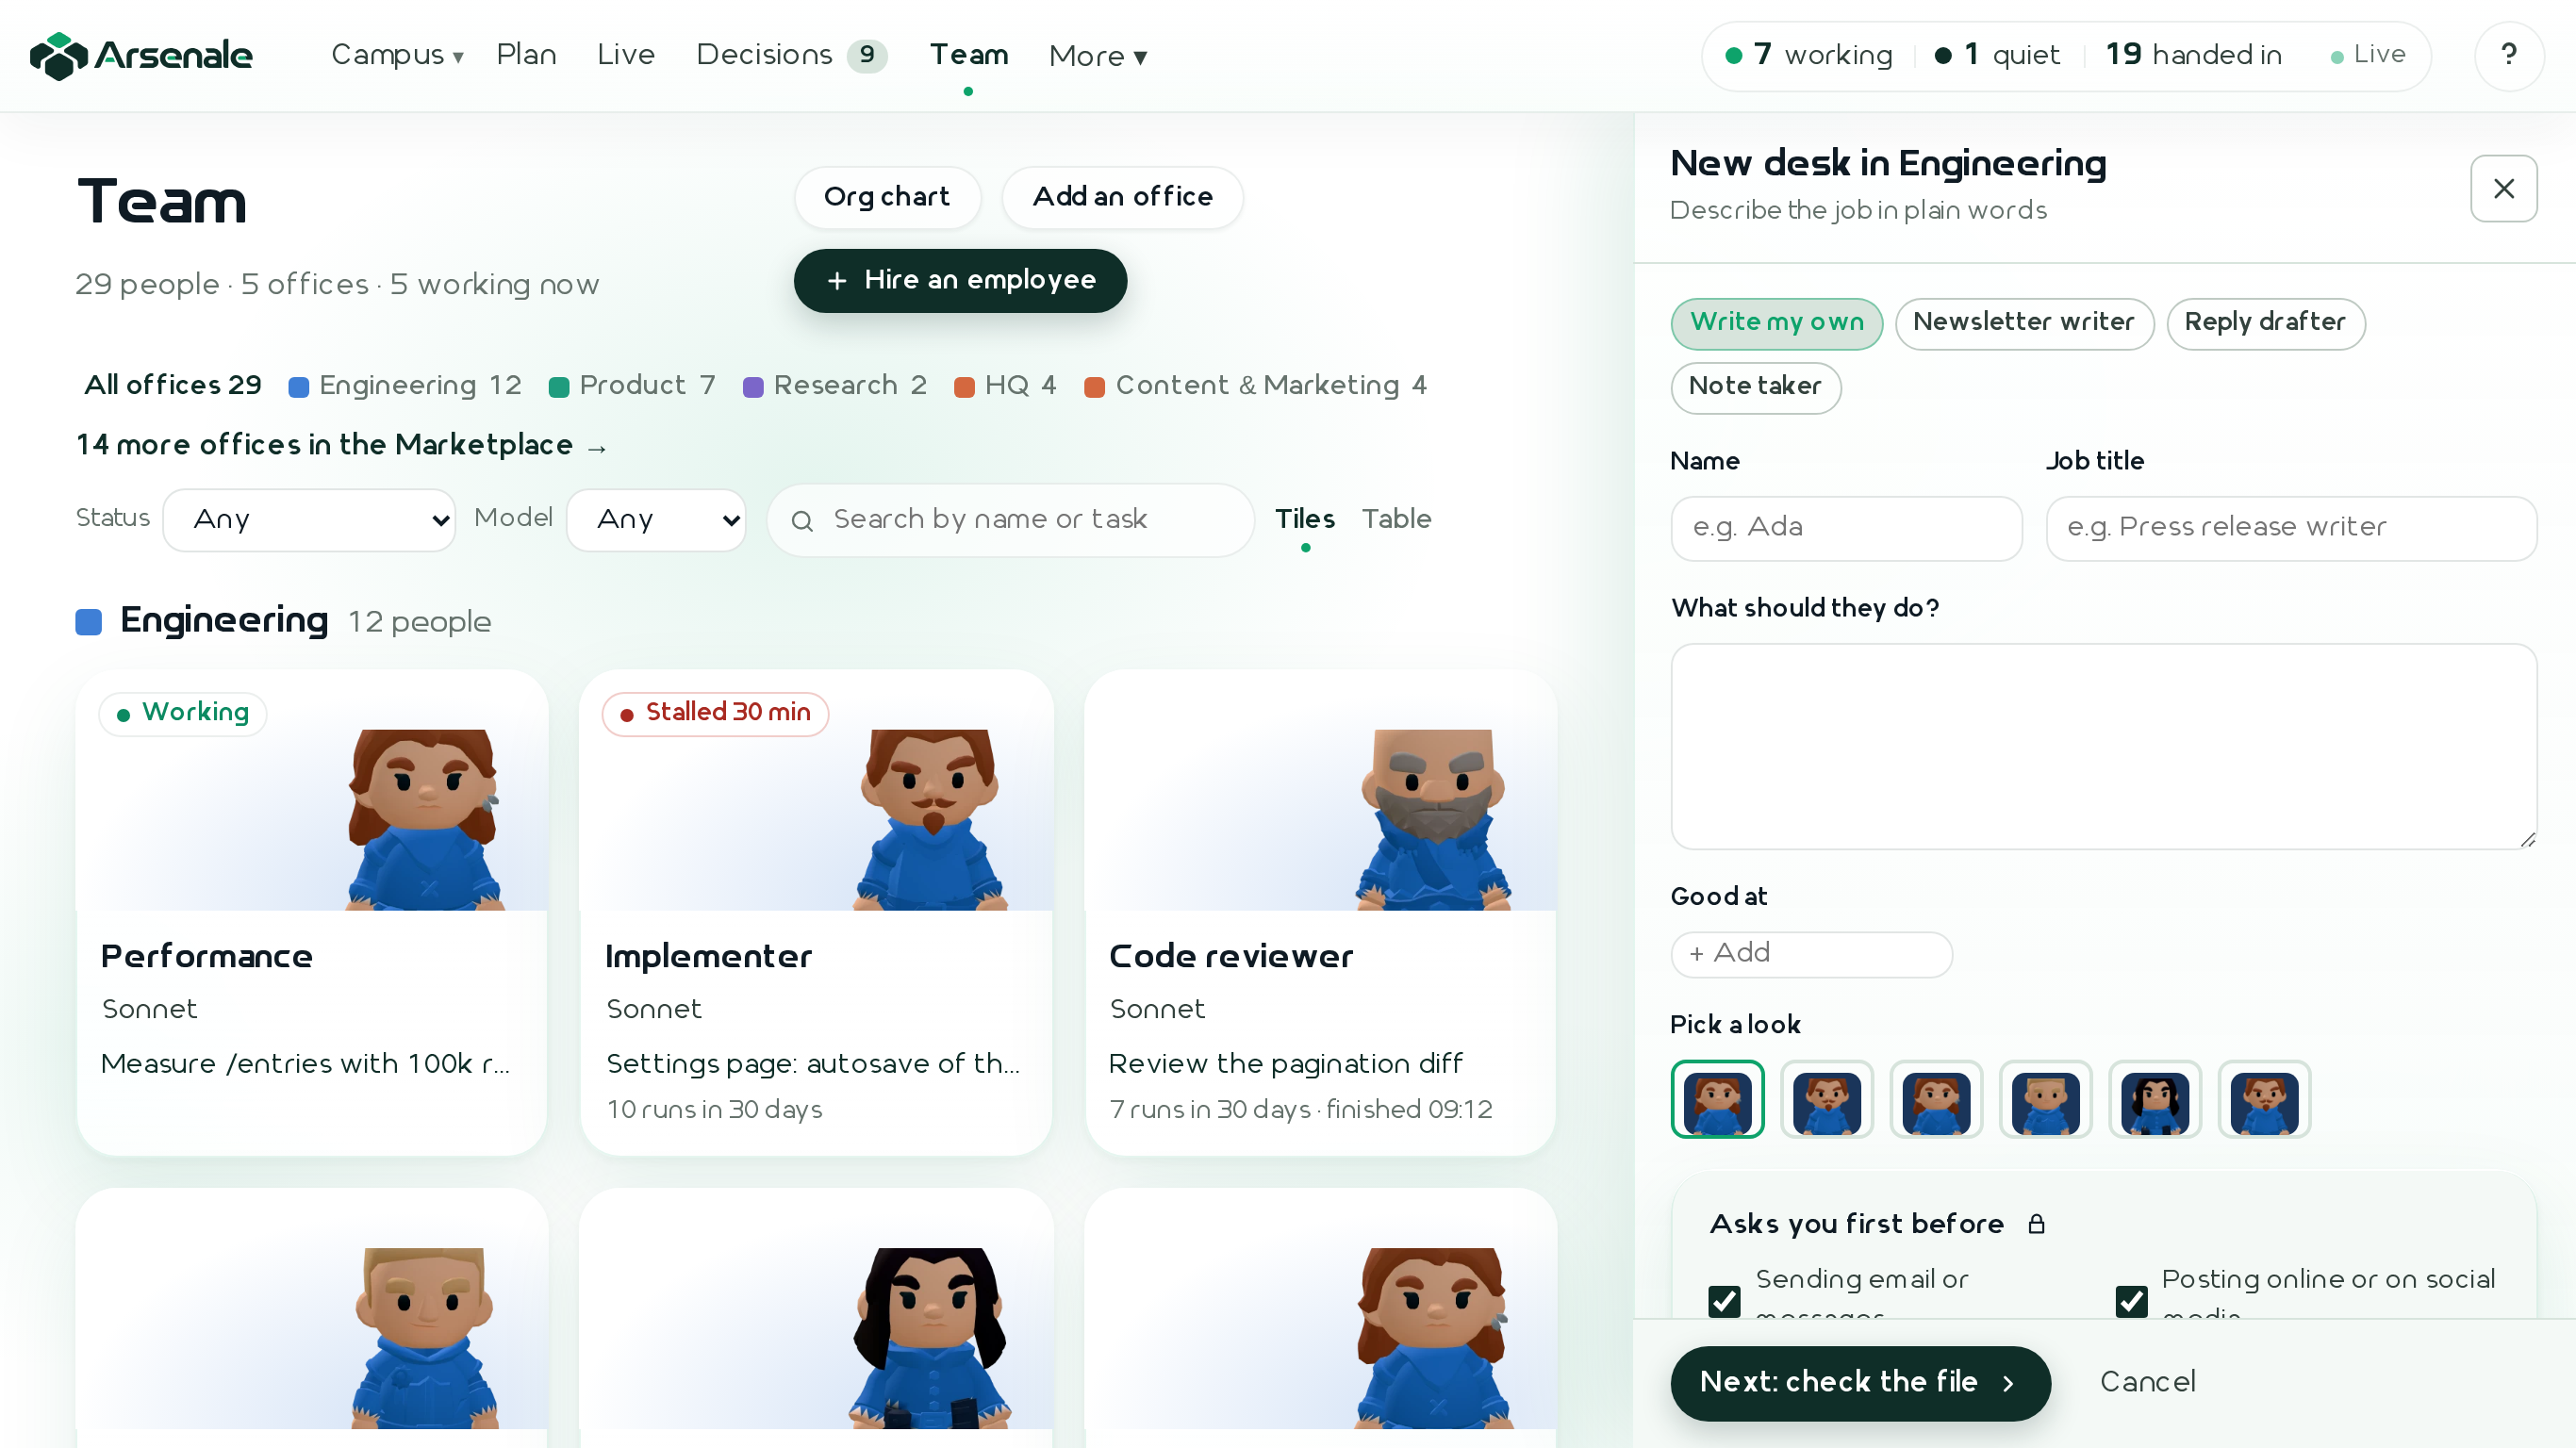 Arsenale
Campus ▾ Plan Live Decisions 9 Team More ▾
7 working 1 quiet 19 handed in Live ?
Team
29 people · 5 offices · 5 working now
Org chart Add an office
+ Hire an employee
All offices 29 Engineering 12 Product 7 Research 2 HQ 4 Content & Marketing 4
14 more offices in the Marketplace →
Status Any Model Any Search by name or task Tiles Table
Engineering 12 people
Working
Performance
Sonnet
Measure /entries with 100k r...
Stalled 30 min
Implementer
Sonnet
Settings page: autosave of th...
10 runs in 30 days
Code reviewer
Sonnet
Review the pagination diff
7 runs in 30 days · finished 09:12
New desk in Engineering
Describe the job in plain words
Write my own Newsletter writer Reply drafter
Note taker
Name Job title
e.g. Ada e.g. Press release writer
What should they do?
Good at
+ Add
Pick a look
Asks you first before
Sending email or
Posting online or on social
Next: check the file ›
Cancel